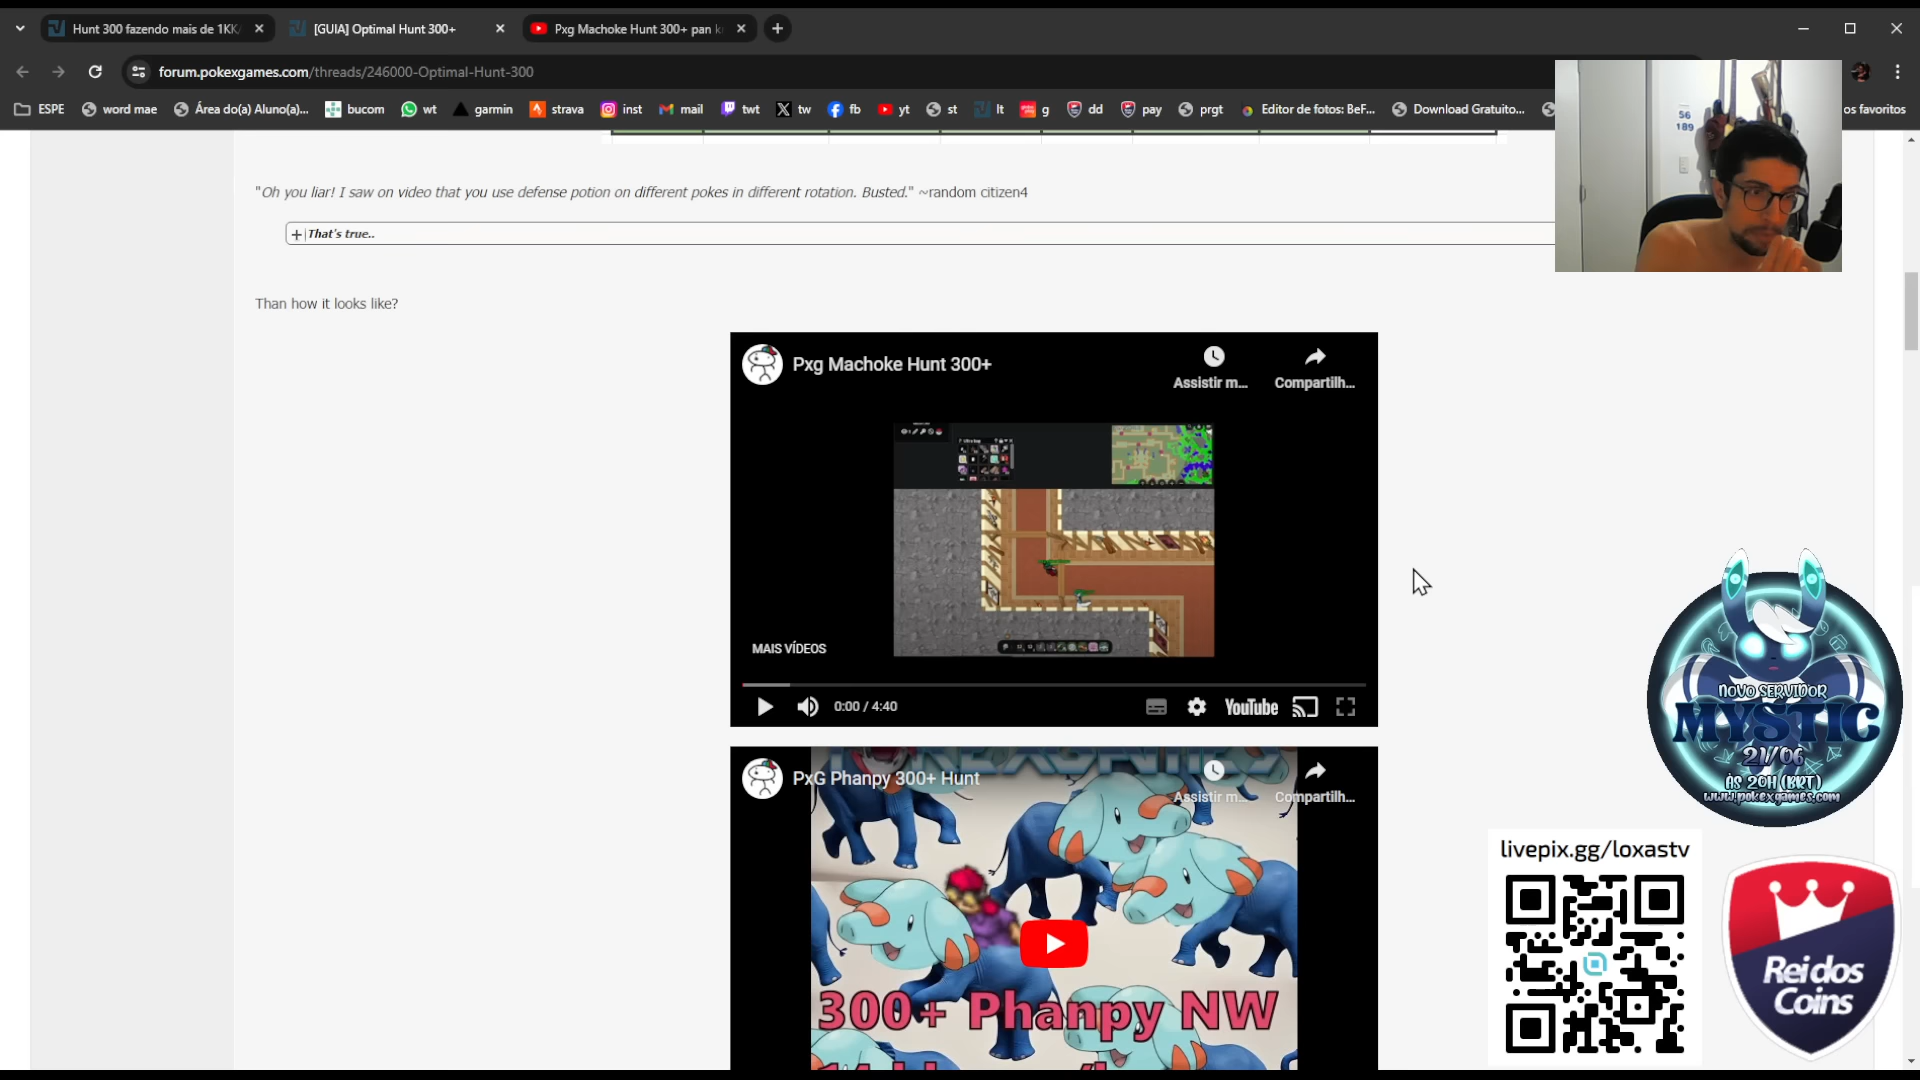 Hunt 300 fazendo mais de 1KK/
[GUIA] Optimal Hunt 300+
Pxg Machoke Hunt 300+ pan k
forum.pokexgames.com/threads/246000-Optimal-Hunt-300
ESPE
word mae
Área do(a) Aluno(a)...
bucom
wt
garmin
strava
inst
mail
twt
tw
fb
yt
st
lt
g
dd
pay
prgt
Editor de fotos: BeF...
Download Gratuito...
os favoritos
56
189
"Oh you liar! I saw on video that you use defense potion on different pokes in different rotation. Busted." ~random citizen4
That's true..
Than how it looks like?
Pxg Machoke Hunt 300+
Assistir m...
Compartilh...
MAIS VÍDEOS
0:00 / 4:40
YouTube
PxG Phanpy 300+ Hunt
Assistir m...
Compartilh...
300+ Phanpy NW
NOVO SERVIDOR
MYSTIC
21/06
ÀS 20H (BRT)
www.pokexgames.com
livepix.gg/loxastv
Rei dos
Coins